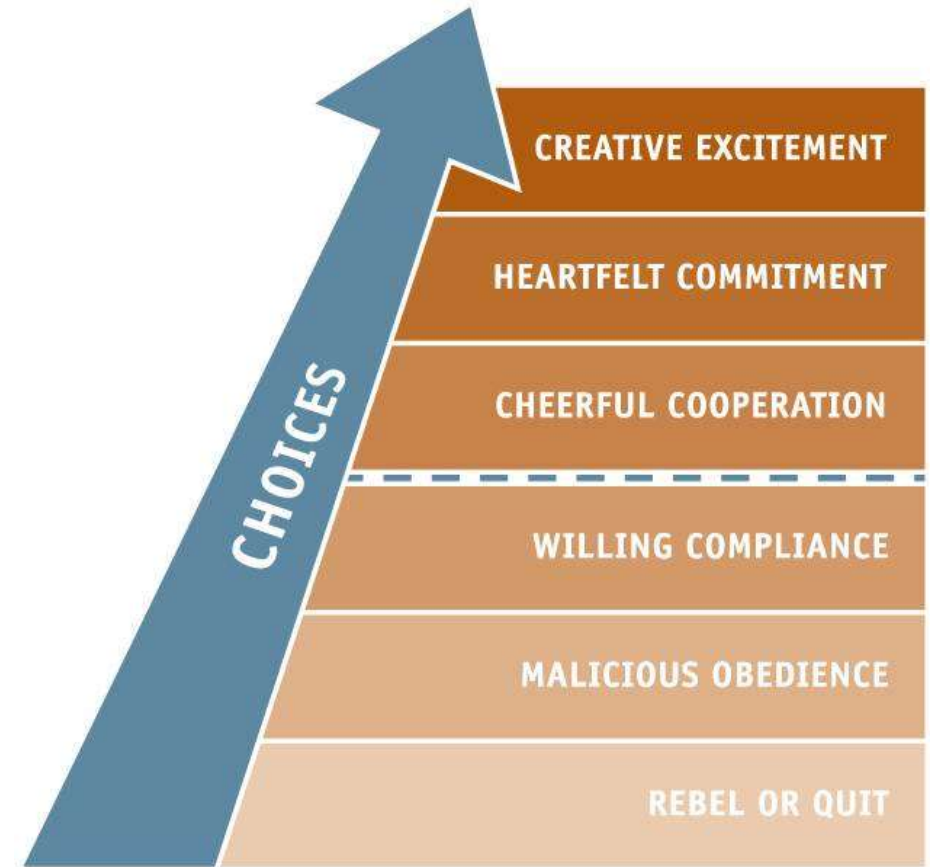 CREATIVE EXCITEMENT
HEARTFELT COMMITMENT
CHEERFUL COOPERATION
CHOICES
WILLING COMPLIANCE
MALICIOUS OBEDIENCE
REBEL OR QUIT